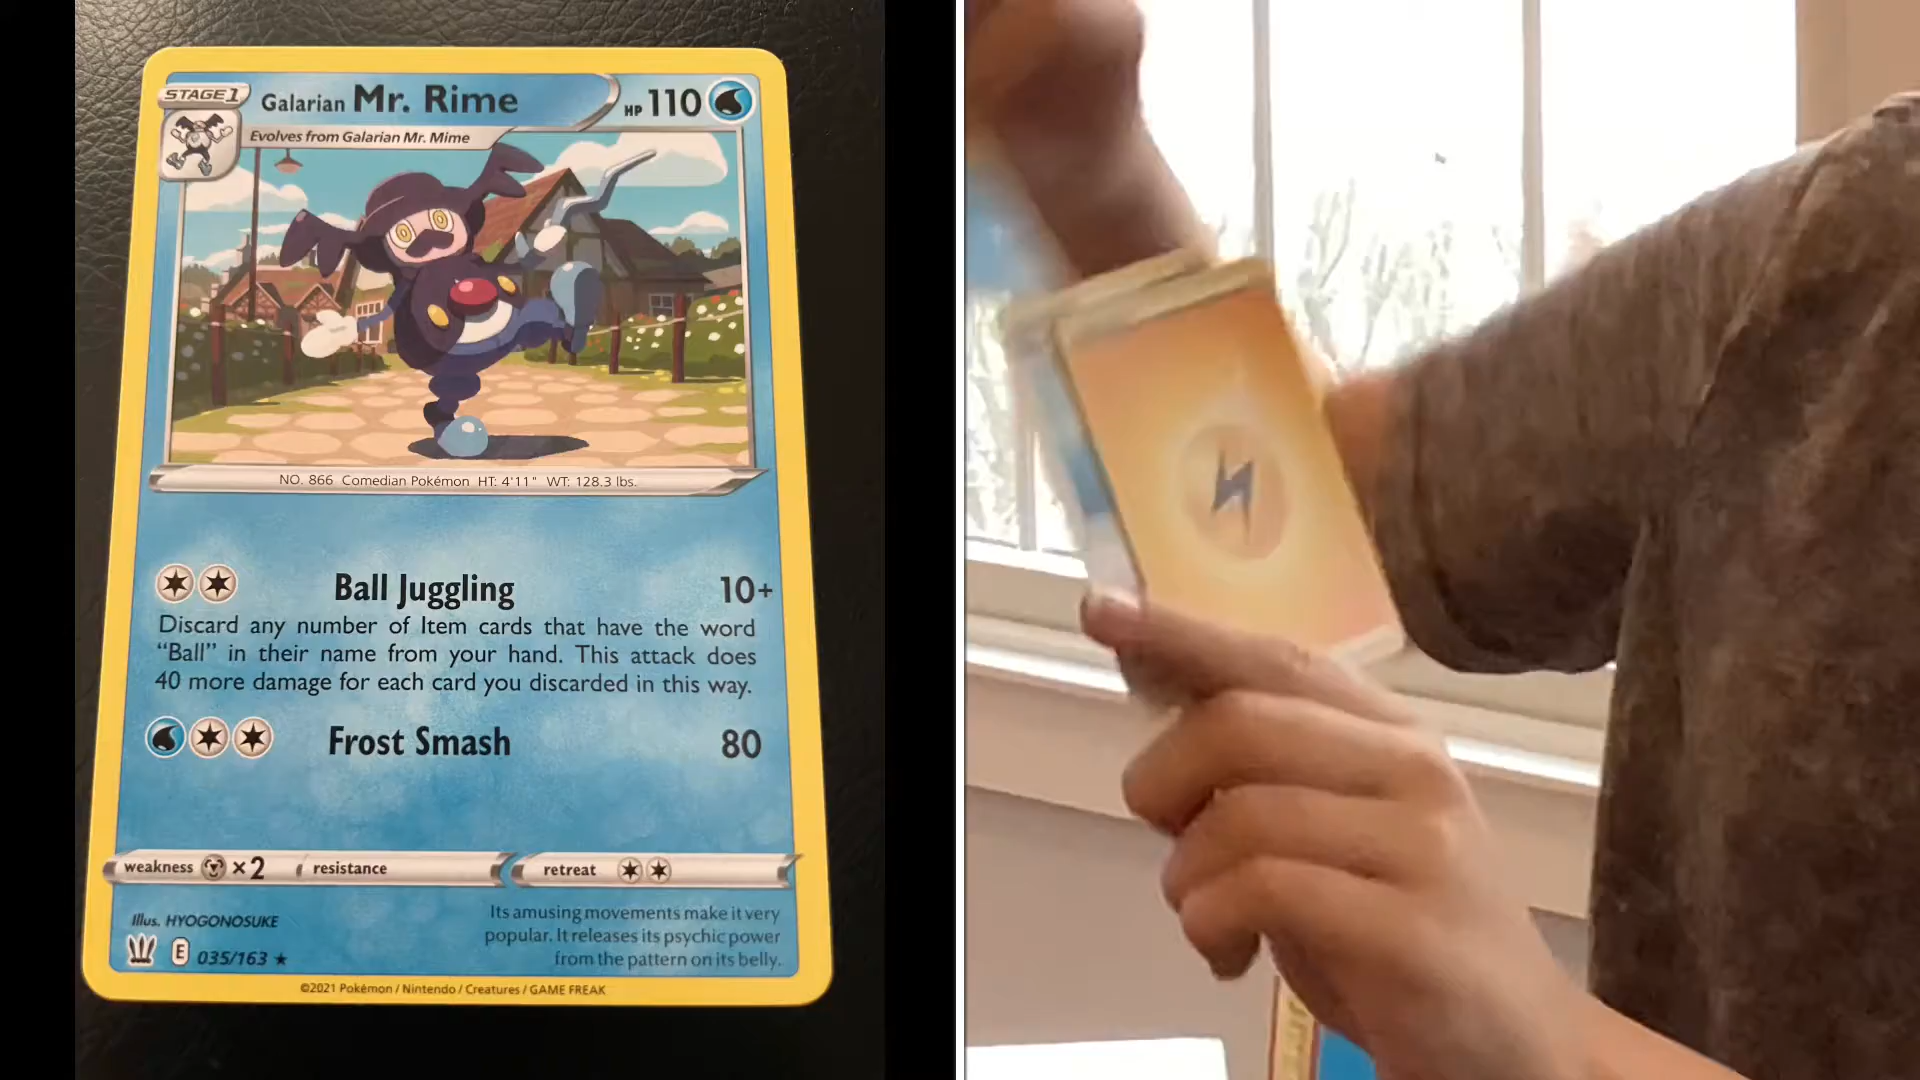 STAGE 1
Galarian Mr. Rime
HP 110
Evolves from Galarian Mr. Mime
NO. 866 Comedian Pokémon HT: 4'11" WT: 128.3 lbs.
Ball Juggling 10+
Discard any number of Item cards that have the word
“Ball” in their name from your hand. This attack does
40 more damage for each card you discarded in this way.
Frost Smash 80
weakness ×2 resistance retreat
Illus. HYOGONOSUKE
E 035/163 ★
Its amusing movements make it very
popular. It releases its psychic power
from the pattern on its belly.
©2021 Pokémon / Nintendo / Creatures / GAME FREAK